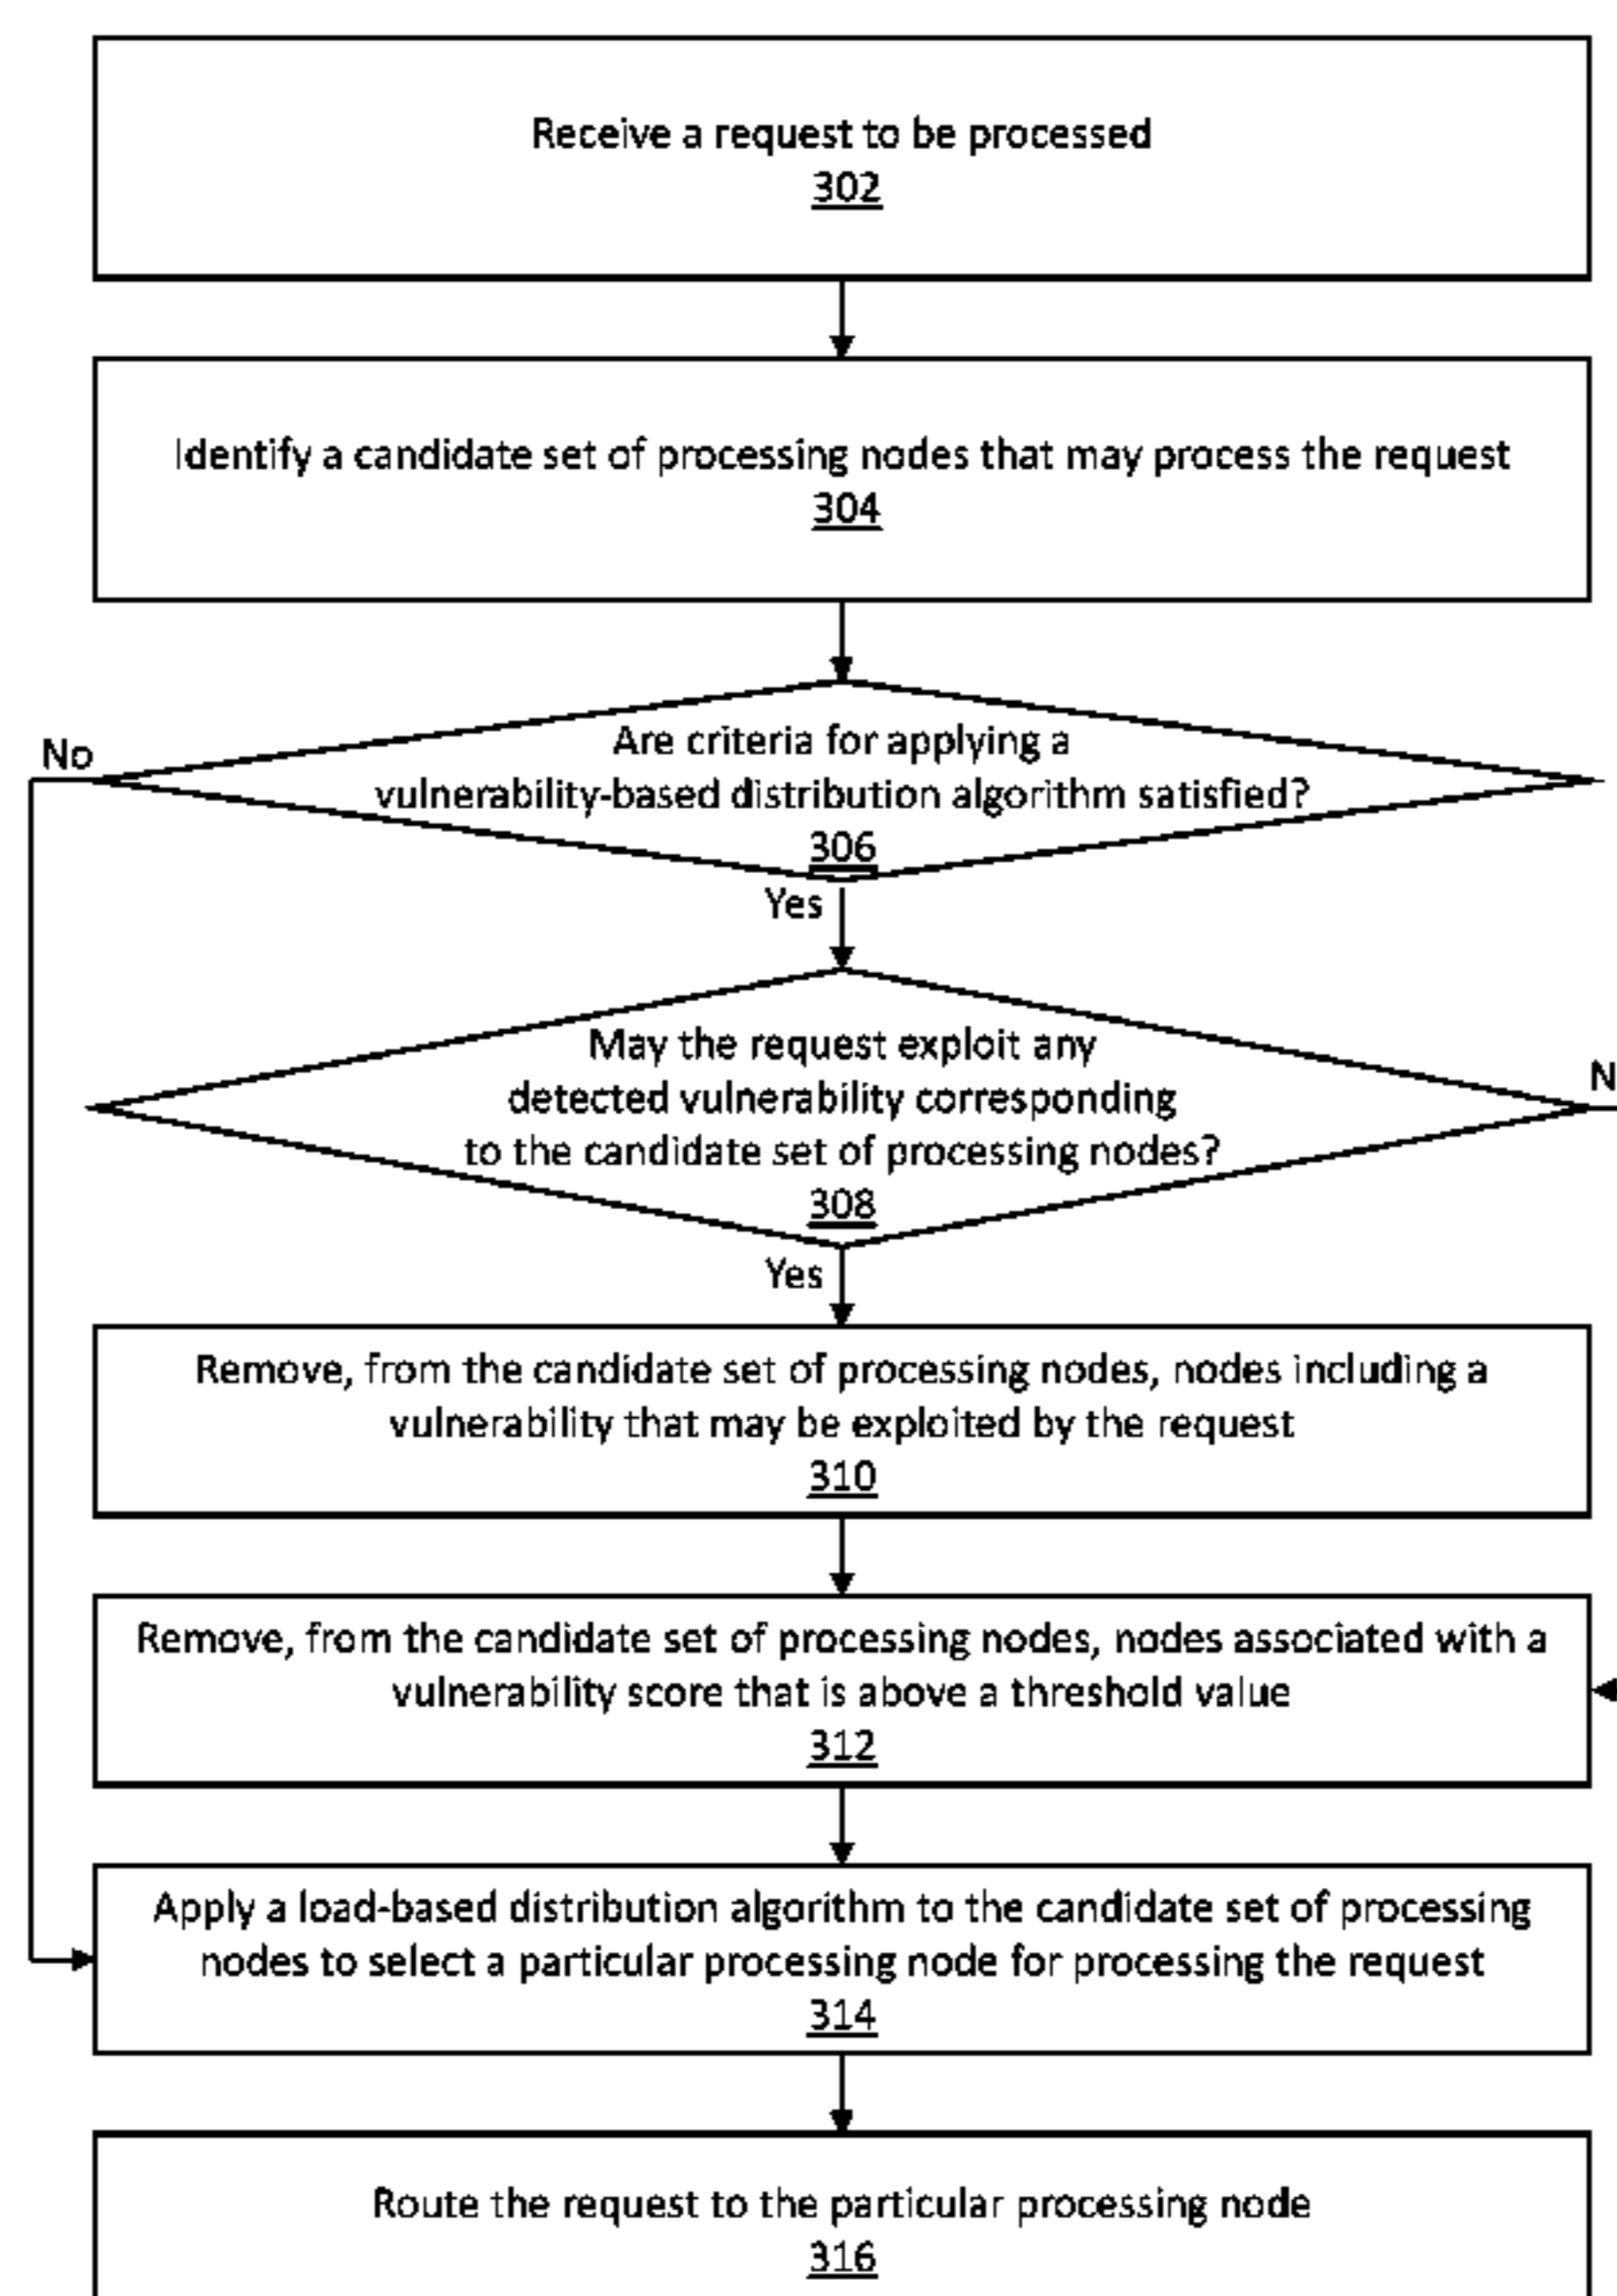 Receive a request to be processed
302
Identify a candidate set of processing nodes that may process the request
304
Are criteria for applying a
vulnerability-based distribution algorithm satisfied?
306
No
Yes
May the request exploit any
detected vulnerability corresponding
to the candidate set of processing nodes?
308
N
Yes
Remove, from the candidate set of processing nodes, nodes including a
vulnerability that may be exploited by the request
310
Remove, from the candidate set of processing nodes, nodes associated with a
vulnerability score that is above a threshold value
312
Apply a load-based distribution algorithm to the candidate set of processing
nodes to select a particular processing node for processing the request
314
Route the request to the particular processing node
316